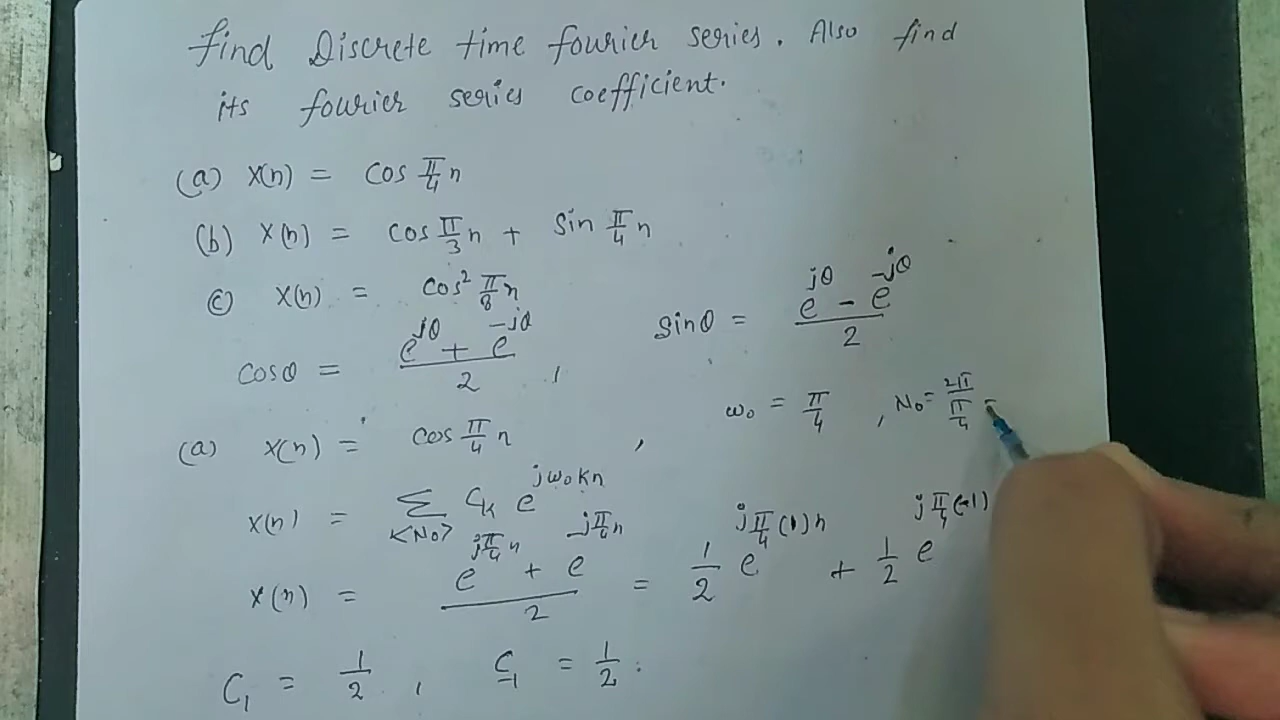 find Discrete time fourier series. Also find
its fourier series coefficient.
(a) x(n) = cos π/4 n
(b) x(n) = cos π/3 n + sin π/4 n
(c) x(n) = cos² π/8 n
cosθ = (e^{jθ} + e^{-jθ})/2 , sinθ = (e^{jθ} - e^{-jθ})/2
(a) x(n) = cos π/4 n , ω₀ = π/4 , N₀ = 2π/(π/4) =
x(n) = Σ_{<N₀>} C_k e^{jω₀kn}
x(n) = (e^{jπ/4 n} + e^{-jπ/4 n})/2 = 1/2 e^{jπ/4 (1)n} + 1/2 e^{jπ/4 (-1)}
C₁ = 1/2 , C₋₁ = 1/2 .